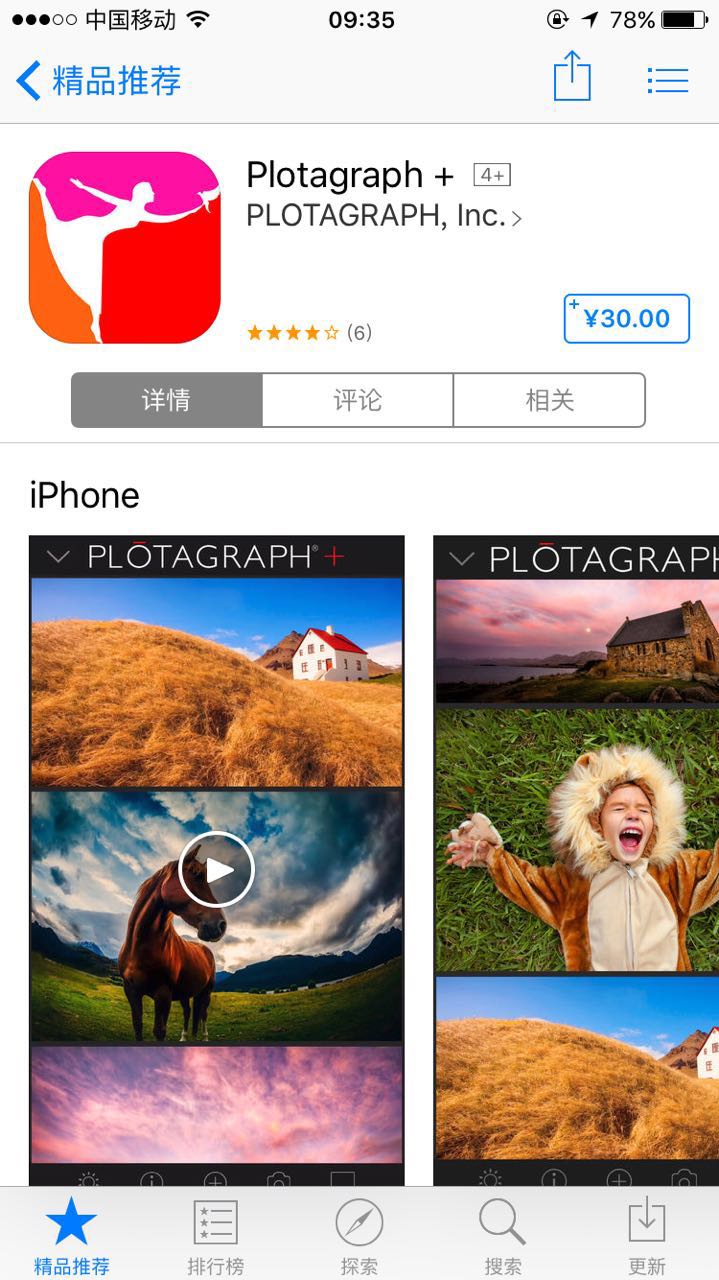 中国移动 09:35 78%
精品推荐
Plotagraph + 4+
PLOTAGRAPH, Inc.
(6)
+ ¥30.00
详情 评论 相关
iPhone
PLŌTAGRAPH® +
PLŌTAGRAPH
精品推荐 排行榜 探索 搜索 更新